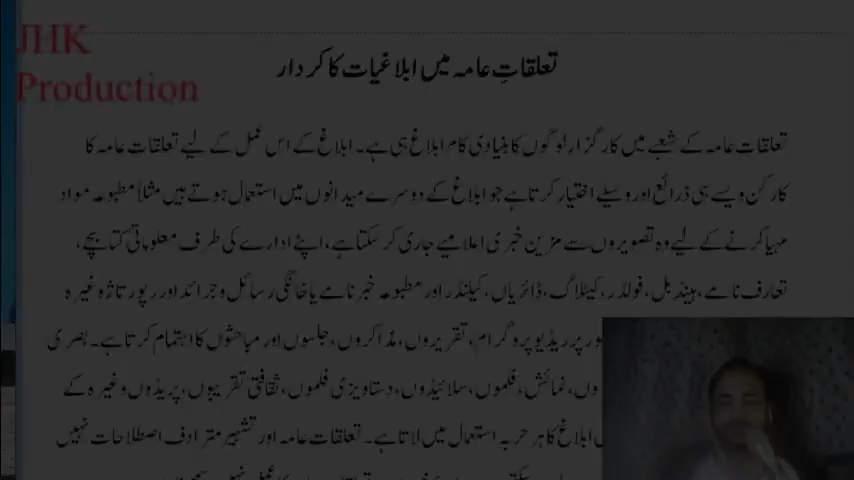 JHK
Production
تعلقاتِ عامہ میں ابلاغیات کا کردار
تعلقات عامہ کے شعبے میں کارگزار لوگوں کا بنیادی کام ابلاغ ہی ہے۔ ابلاغ کے اس عمل کے لیے تعلقاتِ عامہ کا
کارکن ویسے ہی ذرائع اور وسیلے اختیار کرتا ہے جو ابلاغ کے دوسرے میدانوں میں استعمال ہوتے ہیں مثلاً مطبوعہ مواد
مہیا کرنے کے لیے وہ تصویروں سے مزین خبری اعلامیے جاری کر سکتا ہے، اپنے ادارے کی طرف معلوماتی کتابچے،
تعارف نامے، ہینڈ بل، فولڈر، کیٹلاگ، ڈائریاں، کیلنڈر اور مطبوعہ خبر نامے یا خانگی رسائل و جرائد اور رپورتاژ وغیرہ
پر ریڈیو پروگرام، تقریروں، مذاکروں، جلسوں اور مباحثوں کا اہتمام کرتا ہے۔ بصری
نمائش، فلموں، سلائیڈوں، دستاویزی فلموں، ثقافتی تقریبوں، پریڈوں وغیرہ کے
ابلاغ کا ہر حربہ استعمال میں لاتا ہے۔ تعلقات عامہ اور تشہیر مترادف اصطلاحات نہیں